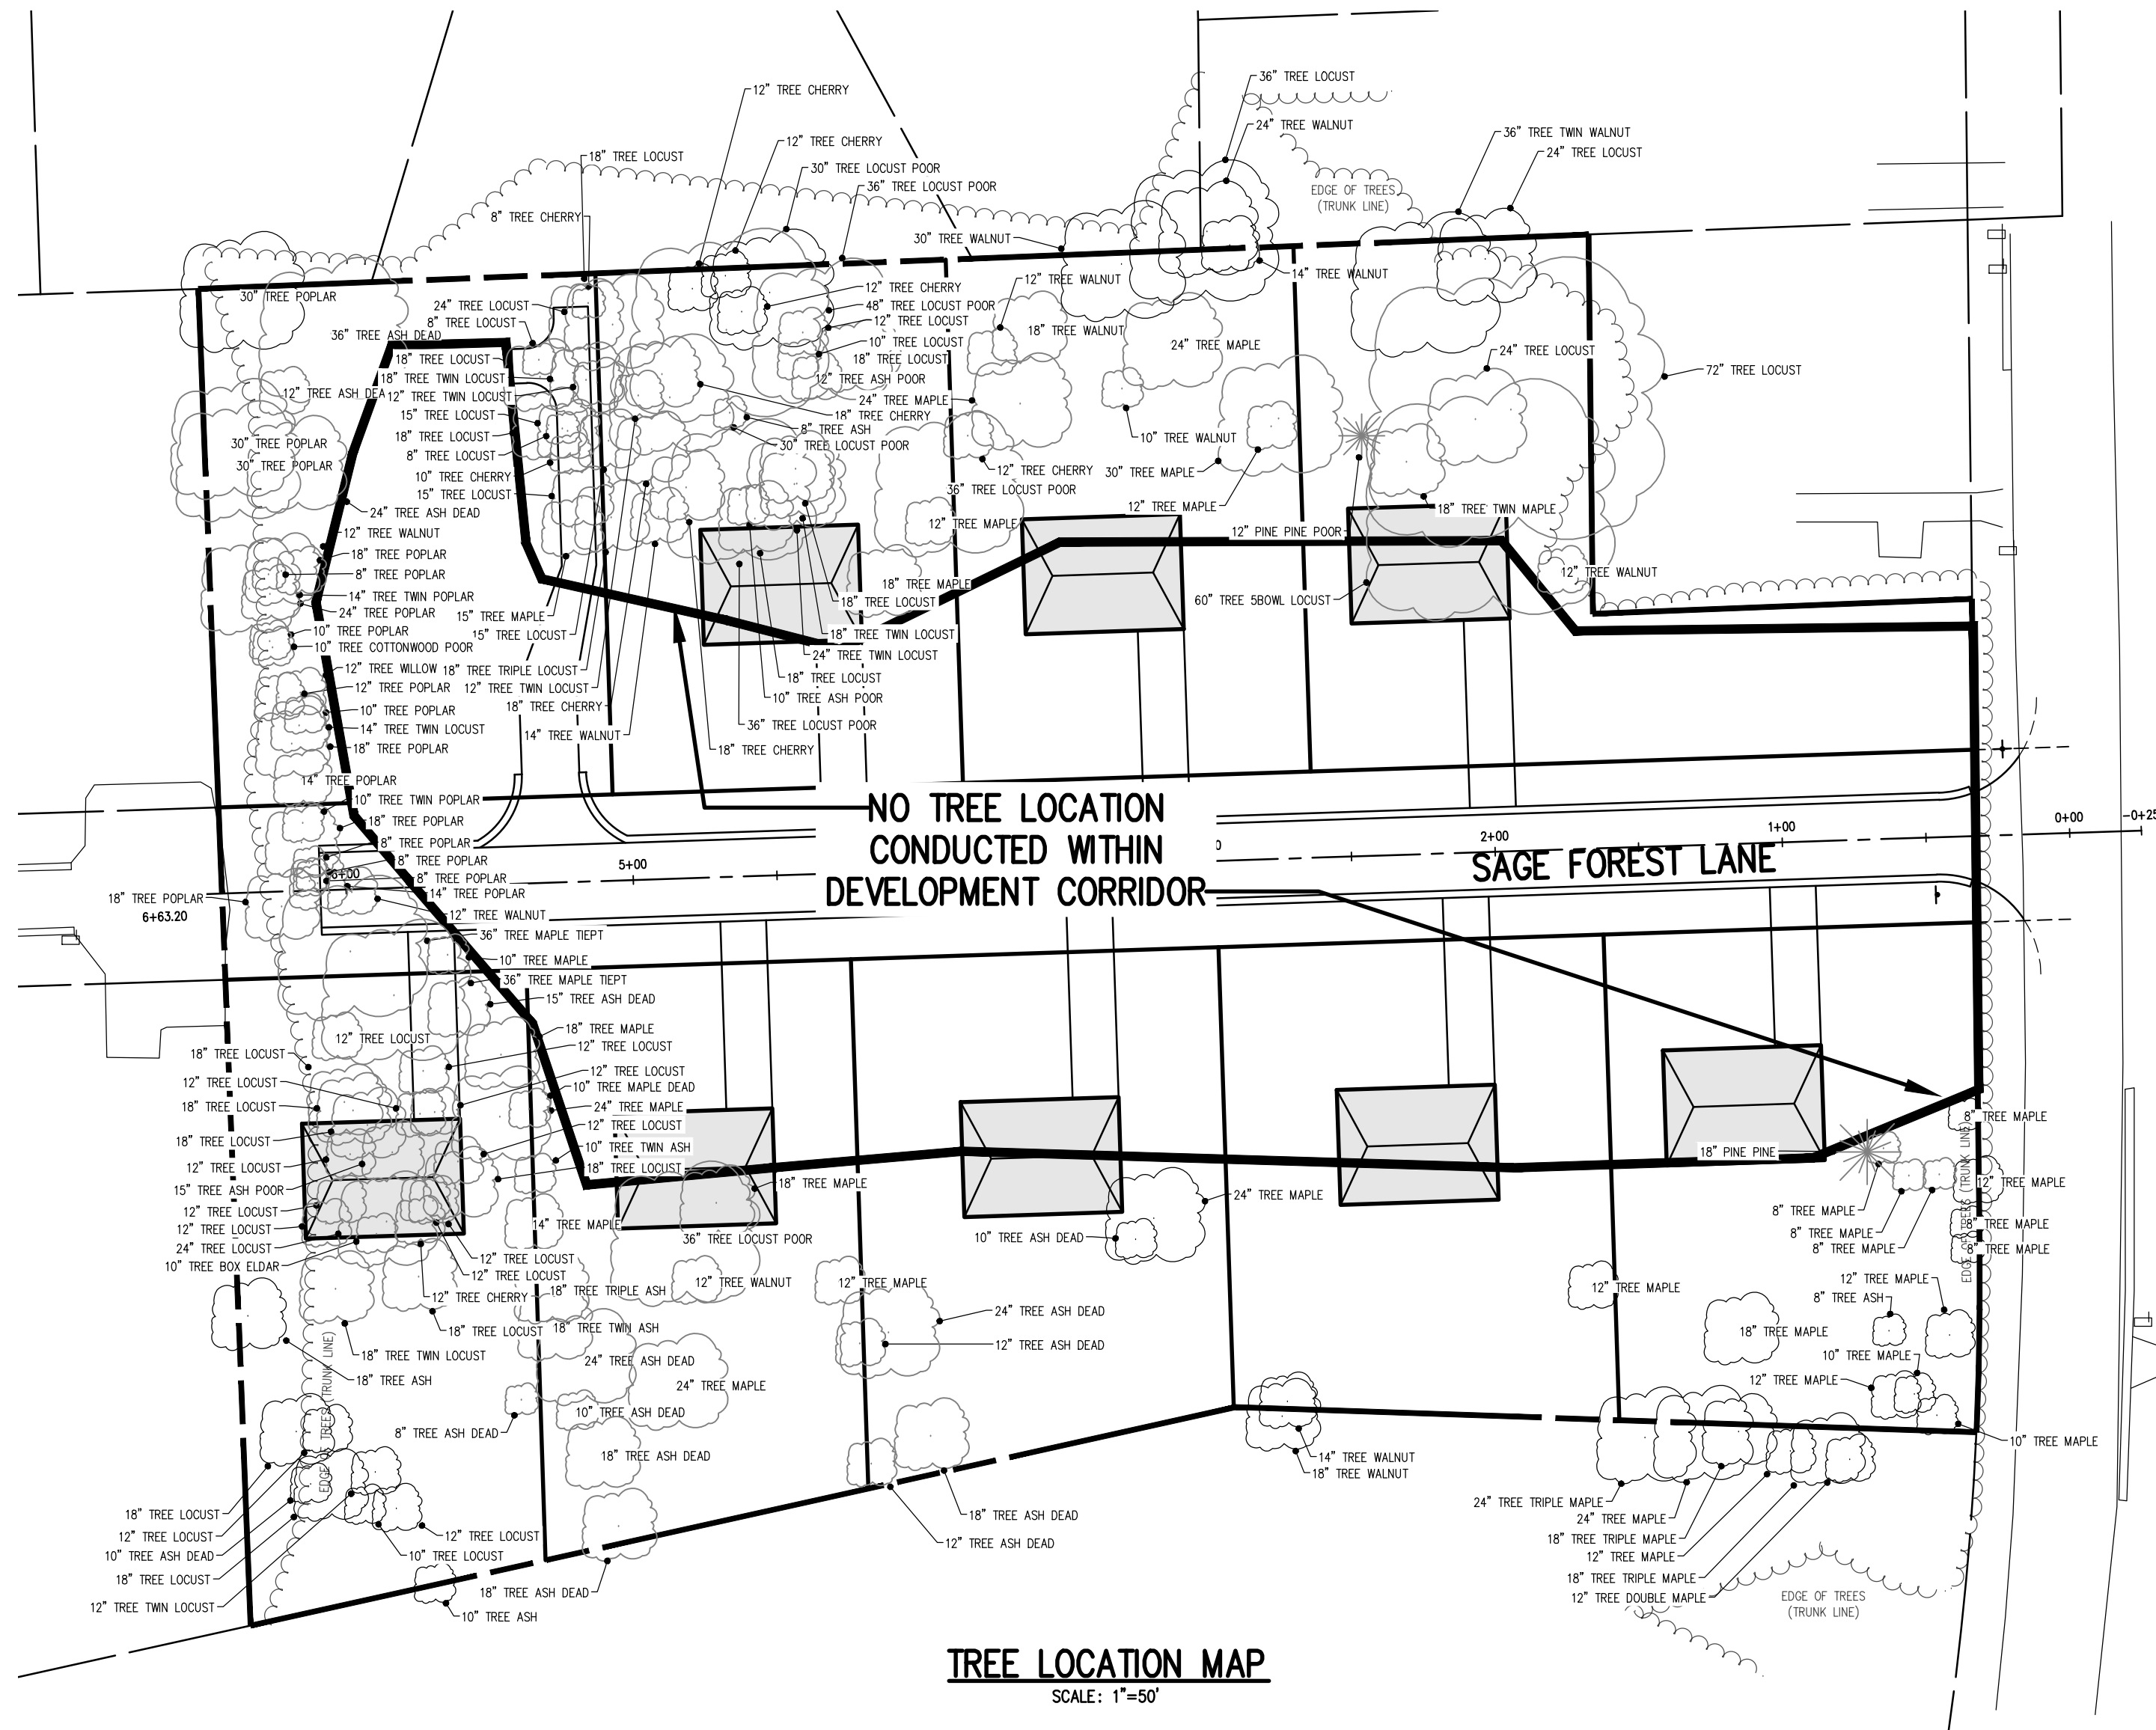 36" TREE LOCUST
12" TREE CHERRY
24" TREE WALNUT
36" TREE TWIN WALNUT
12" TREE CHERRY
24" TREE LOCUST
18" TREE LOCUST
30" TREE LOCUST POOR
36" TREE LOCUST POOR
EDGE OF TREES
(TRUNK LINE)
8" TREE CHERRY
30" TREE WALNUT
14" TREE WALNUT
12" TREE WALNUT
12" TREE CHERRY
30" TREE POPLAR
24" TREE LOCUST
48" TREE LOCUST POOR
8" TREE LOCUST
12" TREE LOCUST
18" TREE WALNUT
36" TREE ASH DEAD
10" TREE LOCUST
24" TREE MAPLE
24" TREE LOCUST
18" TREE LOCUST
18" TREE LOCUST
72" TREE LOCUST
18" TREE TWIN LOCUST
12" TREE ASH POOR
12" TREE ASH DEA
12" TREE TWIN LOCUST
24" TREE MAPLE
15" TREE LOCUST
18" TREE CHERRY
8" TREE ASH
18" TREE LOCUST
10" TREE WALNUT
30" TREE POPLAR
30" TREE LOCUST POOR
8" TREE LOCUST
30" TREE POPLAR
12" TREE CHERRY
30" TREE MAPLE
10" TREE CHERRY
36" TREE LOCUST POOR
15" TREE LOCUST
12" TREE MAPLE
18" TREE TWIN MAPLE
24" TREE ASH DEAD
12" TREE MAPLE
12" TREE WALNUT
12" PINE PINE POOR
18" TREE POPLAR
12" TREE WALNUT
8" TREE POPLAR
18" TREE MAPLE
14" TREE TWIN POPLAR
18" TREE LOCUST
60" TREE 5BOWL LOCUST
24" TREE POPLAR
15" TREE MAPLE
10" TREE POPLAR
15" TREE LOCUST
18" TREE TWIN LOCUST
10" TREE COTTONWOOD POOR
24" TREE TWIN LOCUST
12" TREE WILLOW
18" TREE TRIPLE LOCUST
18" TREE LOCUST
12" TREE POPLAR
12" TREE TWIN LOCUST
10" TREE ASH POOR
10" TREE POPLAR
18" TREE CHERRY
36" TREE LOCUST POOR
14" TREE TWIN LOCUST
14" TREE WALNUT
18" TREE POPLAR
18" TREE CHERRY
14" TREE POPLAR
10" TREE TWIN POPLAR
NO TREE LOCATION
CONDUCTED WITHIN
DEVELOPMENT CORRIDOR
18" TREE POPLAR
0+00
-0+25
1+00
2+00
0
8" TREE POPLAR
8" TREE POPLAR
5+00
SAGE FOREST LANE
6+00
8" TREE POPLAR
14" TREE POPLAR
18" TREE POPLAR
6+63.20
12" TREE WALNUT
36" TREE MAPLE TIEPT
10" TREE MAPLE
36" TREE MAPLE TIEPT
15" TREE ASH DEAD
18" TREE MAPLE
12" TREE LOCUST
12" TREE LOCUST
18" TREE LOCUST
12" TREE LOCUST
12" TREE LOCUST
10" TREE MAPLE DEAD
18" TREE LOCUST
24" TREE MAPLE
8" TREE MAPLE
12" TREE LOCUST
18" TREE LOCUST
10" TREE TWIN ASH
18" PINE PINE
12" TREE LOCUST
18" TREE LOCUST
18" TREE MAPLE
12" TREE MAPLE
15" TREE ASH POOR
24" TREE MAPLE
12" TREE LOCUST
8" TREE MAPLE
12" TREE LOCUST
14" TREE MAPLE
8" TREE MAPLE
8" TREE MAPLE
24" TREE LOCUST
36" TREE LOCUST POOR
10" TREE ASH DEAD
8" TREE MAPLE
8" TREE MAPLE
EDGE OF TREES (TRUNK LINE)
10" TREE BOX ELDAR
12" TREE LOCUST
12" TREE LOCUST
12" TREE WALNUT
12" TREE MAPLE
12" TREE MAPLE
12" TREE MAPLE
12" TREE CHERRY
18" TREE TRIPLE ASH
8" TREE ASH
24" TREE ASH DEAD
18" TREE LOCUST
18" TREE TWIN ASH
18" TREE MAPLE
12" TREE ASH DEAD
18" TREE TWIN LOCUST
24" TREE ASH DEAD
10" TREE MAPLE
18" TREE ASH
24" TREE MAPLE
12" TREE MAPLE
EDGE OF TREES (TRUNK LINE)
10" TREE ASH DEAD
8" TREE ASH DEAD
10" TREE MAPLE
18" TREE ASH DEAD
14" TREE WALNUT
18" TREE WALNUT
24" TREE TRIPLE MAPLE
18" TREE LOCUST
18" TREE ASH DEAD
24" TREE MAPLE
12" TREE LOCUST
12" TREE LOCUST
18" TREE TRIPLE MAPLE
12" TREE ASH DEAD
10" TREE ASH DEAD
10" TREE LOCUST
12" TREE MAPLE
18" TREE LOCUST
18" TREE TRIPLE MAPLE
18" TREE ASH DEAD
12" TREE DOUBLE MAPLE
12" TREE TWIN LOCUST
10" TREE ASH
EDGE OF TREES
(TRUNK LINE)
TREE LOCATION MAP
SCALE: 1"=50'